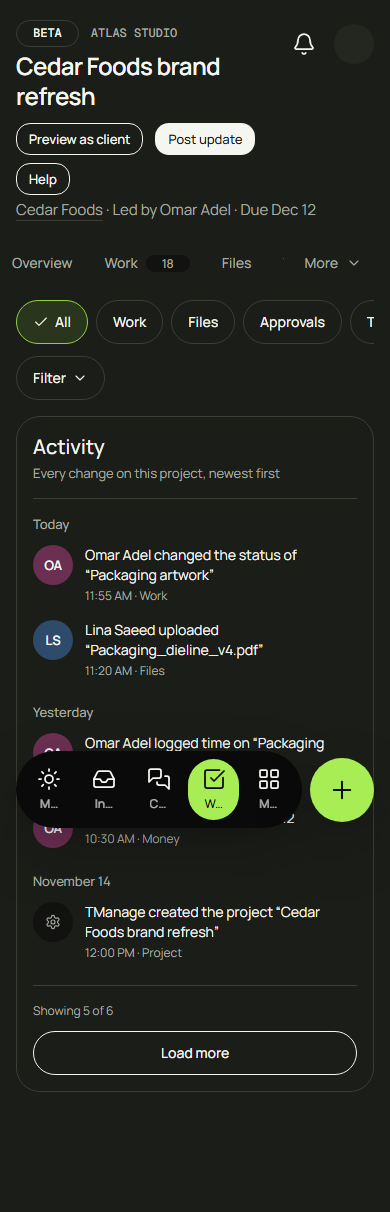 BETA
ATLAS STUDIO
Cedar Foods brand
refresh
Preview as client
Post update
Help
Cedar Foods · Led by Omar Adel · Due Dec 12
Overview
Work 18
Files
More
All
Work
Files
Approvals
Filter
Activity
Every change on this project, newest first
Today
OA
Omar Adel changed the status of
“Packaging artwork”
11:55 AM · Work
LS
Lina Saeed uploaded
“Packaging_dieline_v4.pdf”
11:20 AM · Files
Yesterday
Omar Adel logged time on “Packaging
M...
In...
C...
W...
M...
OA
10:30 AM · Money
November 14
TManage created the project “Cedar
Foods brand refresh”
12:00 PM · Project
Showing 5 of 6
Load more